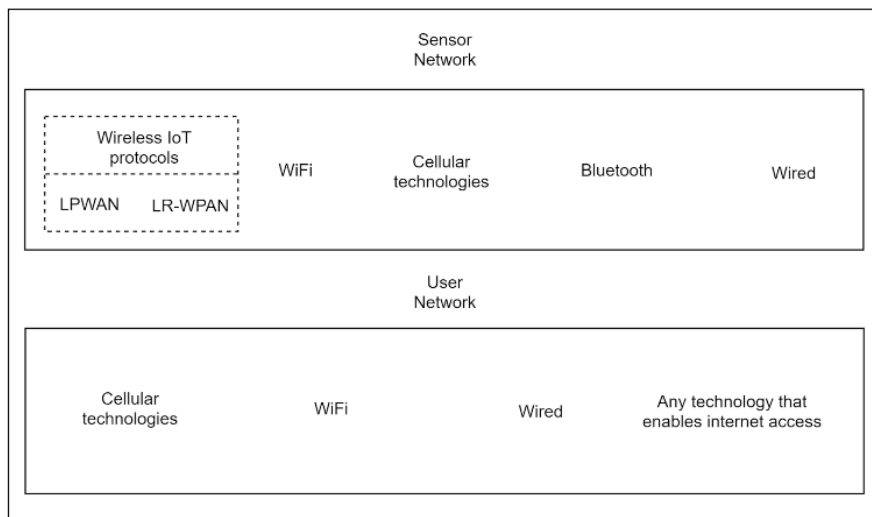 Sensor
Network
Wireless IoT
protocols
LPWAN LR-WPAN
WiFi
Cellular
technologies
Bluetooth
Wired
User
Network
Cellular
technologies
WiFi
Wired
Any technology that
enables internet access